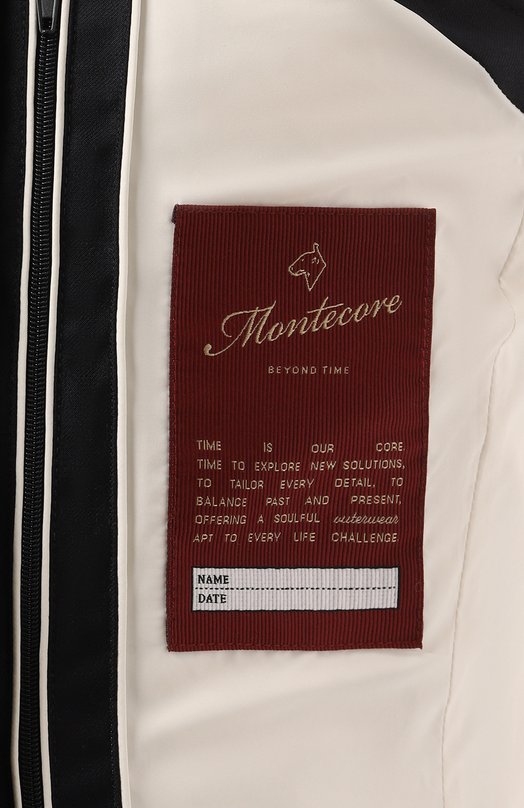 Montecore
BEYOND TIME
TIME IS OUR CORE.
TIME TO EXPLORE NEW SOLUTIONS,
TO TAILOR EVERY DETAIL, TO
BALANCE PAST AND PRESENT,
OFFERING A SOULFUL outerwear
APT TO EVERY LIFE CHALLENGE.
NAME
DATE